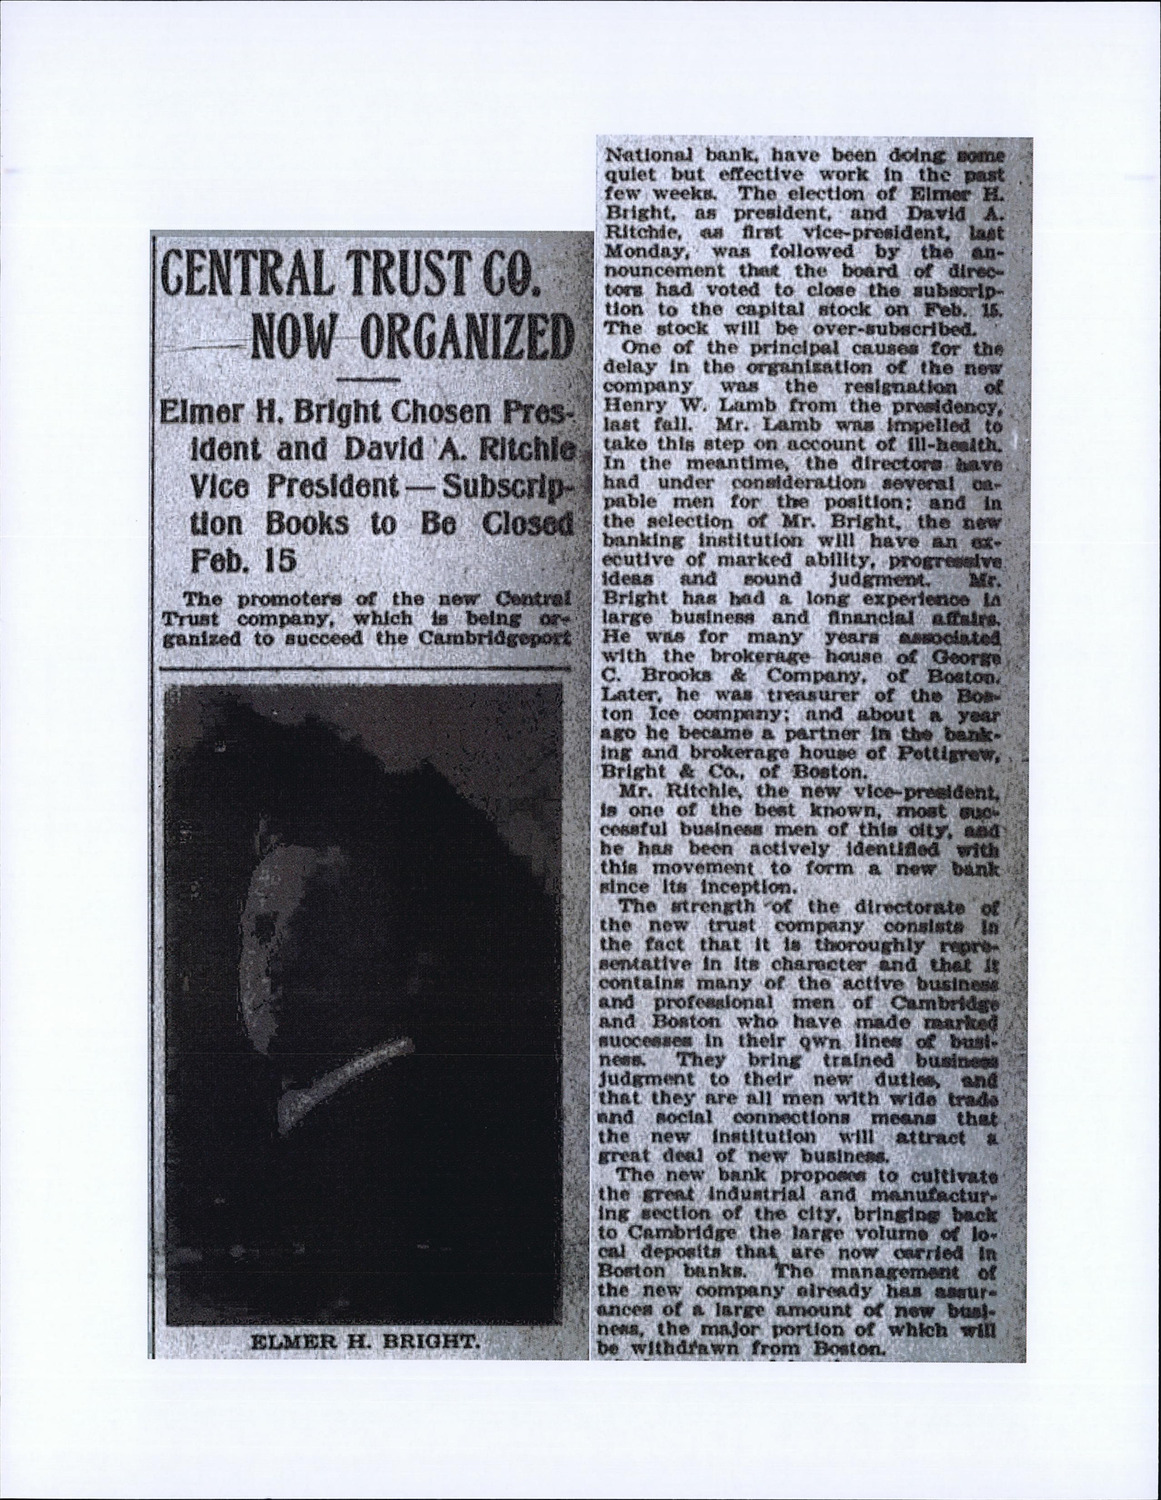 CENTRAL TRUST CO.
NOW ORGANIZED
Elmer H. Bright Chosen Pres-
ident and David A. Ritchie
Vice President — Subscrip-
tion Books to Be Closed
Feb. 15
The promoters of the new Central
Trust company, which is being or-
ganized to succeed the Cambridgeport
ELMER H. BRIGHT.
National bank, have been doing some
quiet but effective work in the past
few weeks. The election of Elmer H.
Bright, as president, and David A.
Ritchie, as first vice-president, last
Monday, was followed by the an-
nouncement that the board of direc-
tors had voted to close the subscrip-
tion to the capital stock on Feb. 15.
The stock will be over-subscribed.
One of the principal causes for the
delay in the organization of the new
company was the resignation of
Henry W. Lamb from the presidency,
last fall. Mr. Lamb was impelled to
take this step on account of ill-health.
In the meantime, the directors have
had under consideration several ca-
pable men for the position; and in
the selection of Mr. Bright, the new
banking institution will have an ex-
ecutive of marked ability, progressive
ideas and sound judgment. Mr.
Bright has had a long experience in
large business and financial affairs.
He was for many years associated
with the brokerage house of George
C. Brooks & Company, of Boston.
Later, he was treasurer of the Bos-
ton Ice company; and about a year
ago he became a partner in the bank-
ing and brokerage house of Pettigrew,
Bright & Co., of Boston.
Mr. Ritchie, the new vice-president,
is one of the best known, most suc-
cessful business men of this city, and
he has been actively identified with
this movement to form a new bank
since its inception.
The strength of the directorate of
the new trust company consists in
the fact that it is thoroughly repre-
sentative in its character and that it
contains many of the active business
and professional men of Cambridge
and Boston who have made marked
successes in their qwn lines of busi-
ness. They bring trained business
judgment to their new duties, and
that they are all men with wide trade
and social connections means that
the new institution will attract a
great deal of new business.
The new bank proposes to cultivate
the great industrial and manufactur-
ing section of the city, bringing back
to Cambridge the large volume of lo-
cal deposits that are now carried in
Boston banks. The management of
the new company already has assur-
ances of a large amount of new busi-
ness, the major portion of which will
be withdrawn from Boston.